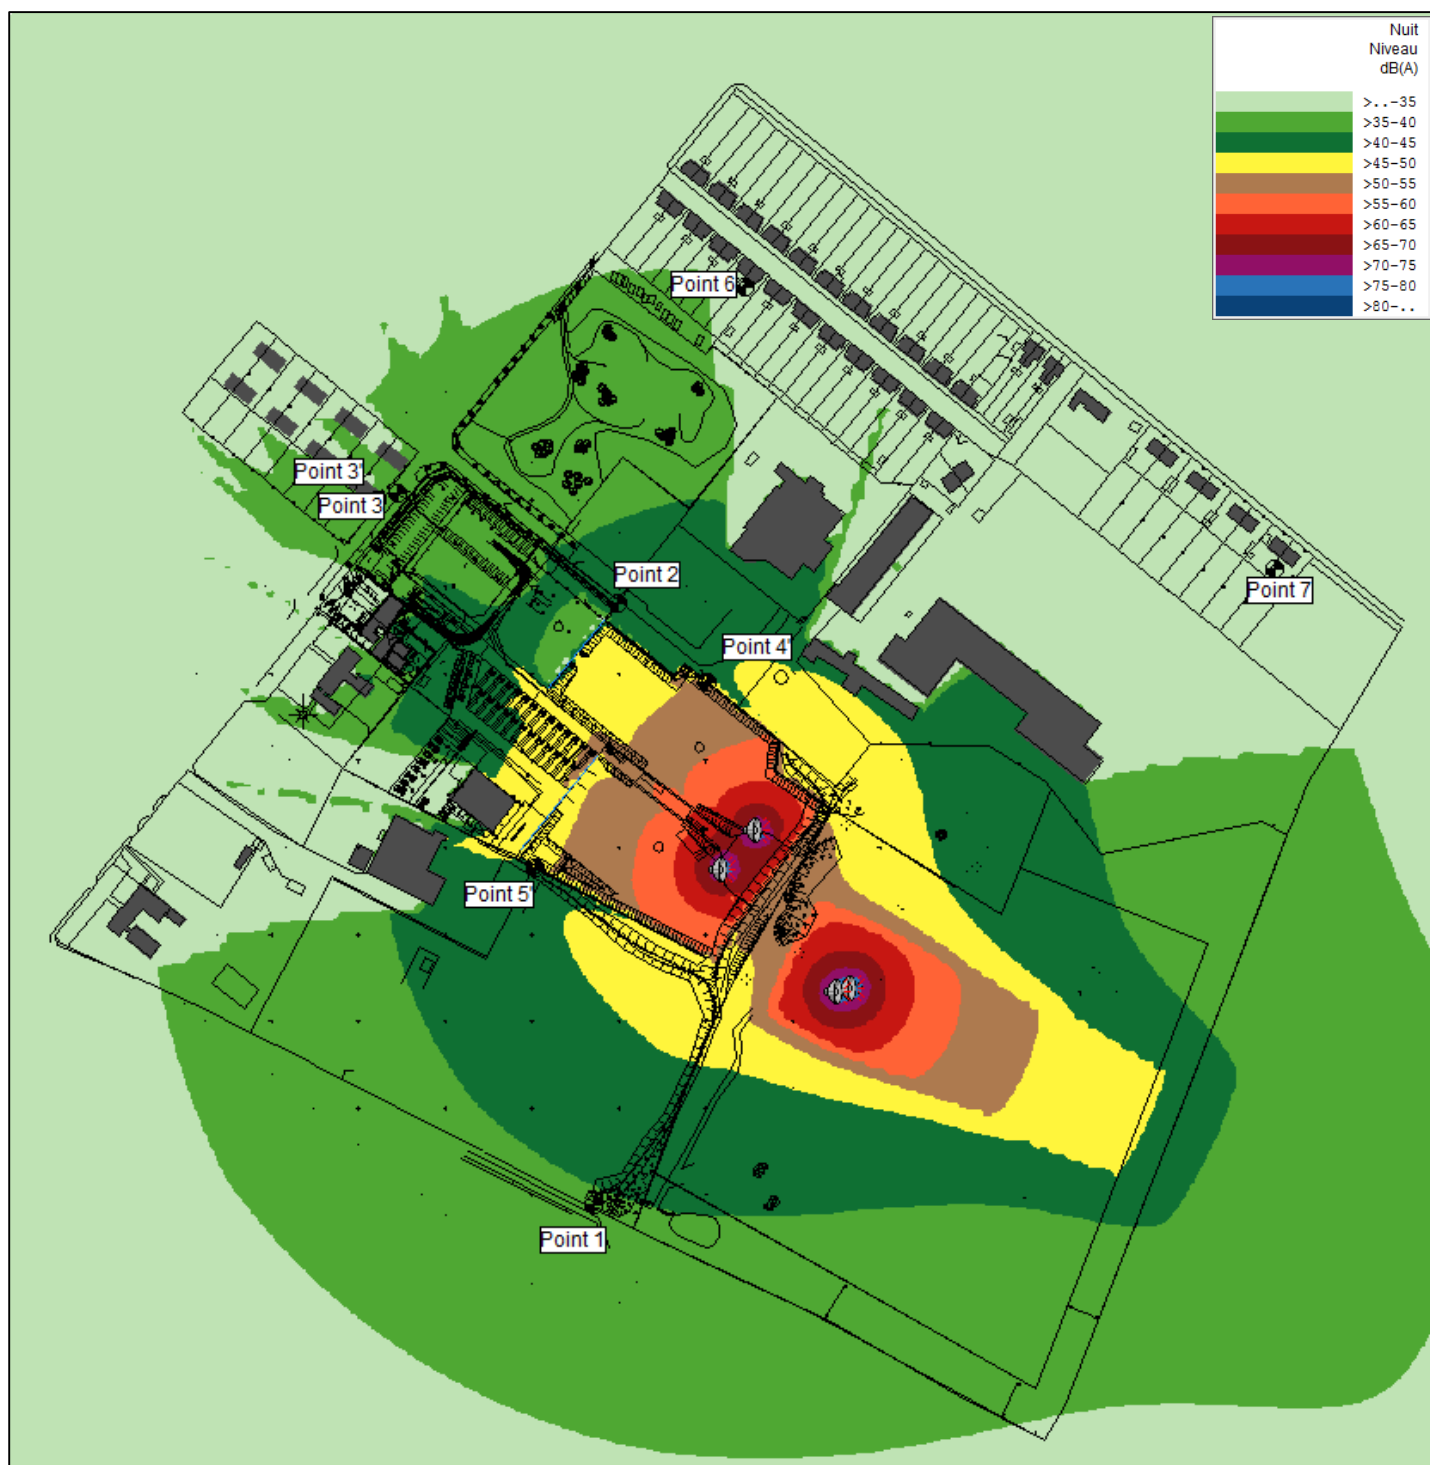 Nuit
Niveau
dB(A)
>..-35
>35-40
>40-45
>45-50
>50-55
>55-60
>60-65
>65-70
>70-75
>75-80
>80-..
Point 6
Point 3'
Point 3
Point 2
Point 7
Point 4'
Point 5'
Point 1